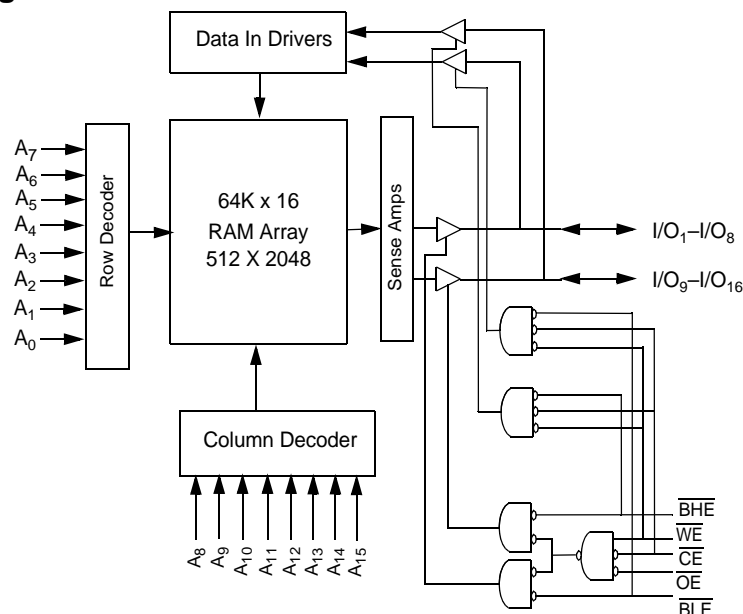 Data In Drivers
A7
A6
A5
A4
A3
A2
A1
A0
Row Decoder
64K x 16
RAM Array
512 X 2048
Sense Amps
I/O1–I/O8
I/O9–I/O16
Column Decoder
A8
A9
A10
A11
A12
A13
A14
A15
BHE
WE
CE
OE
BLE